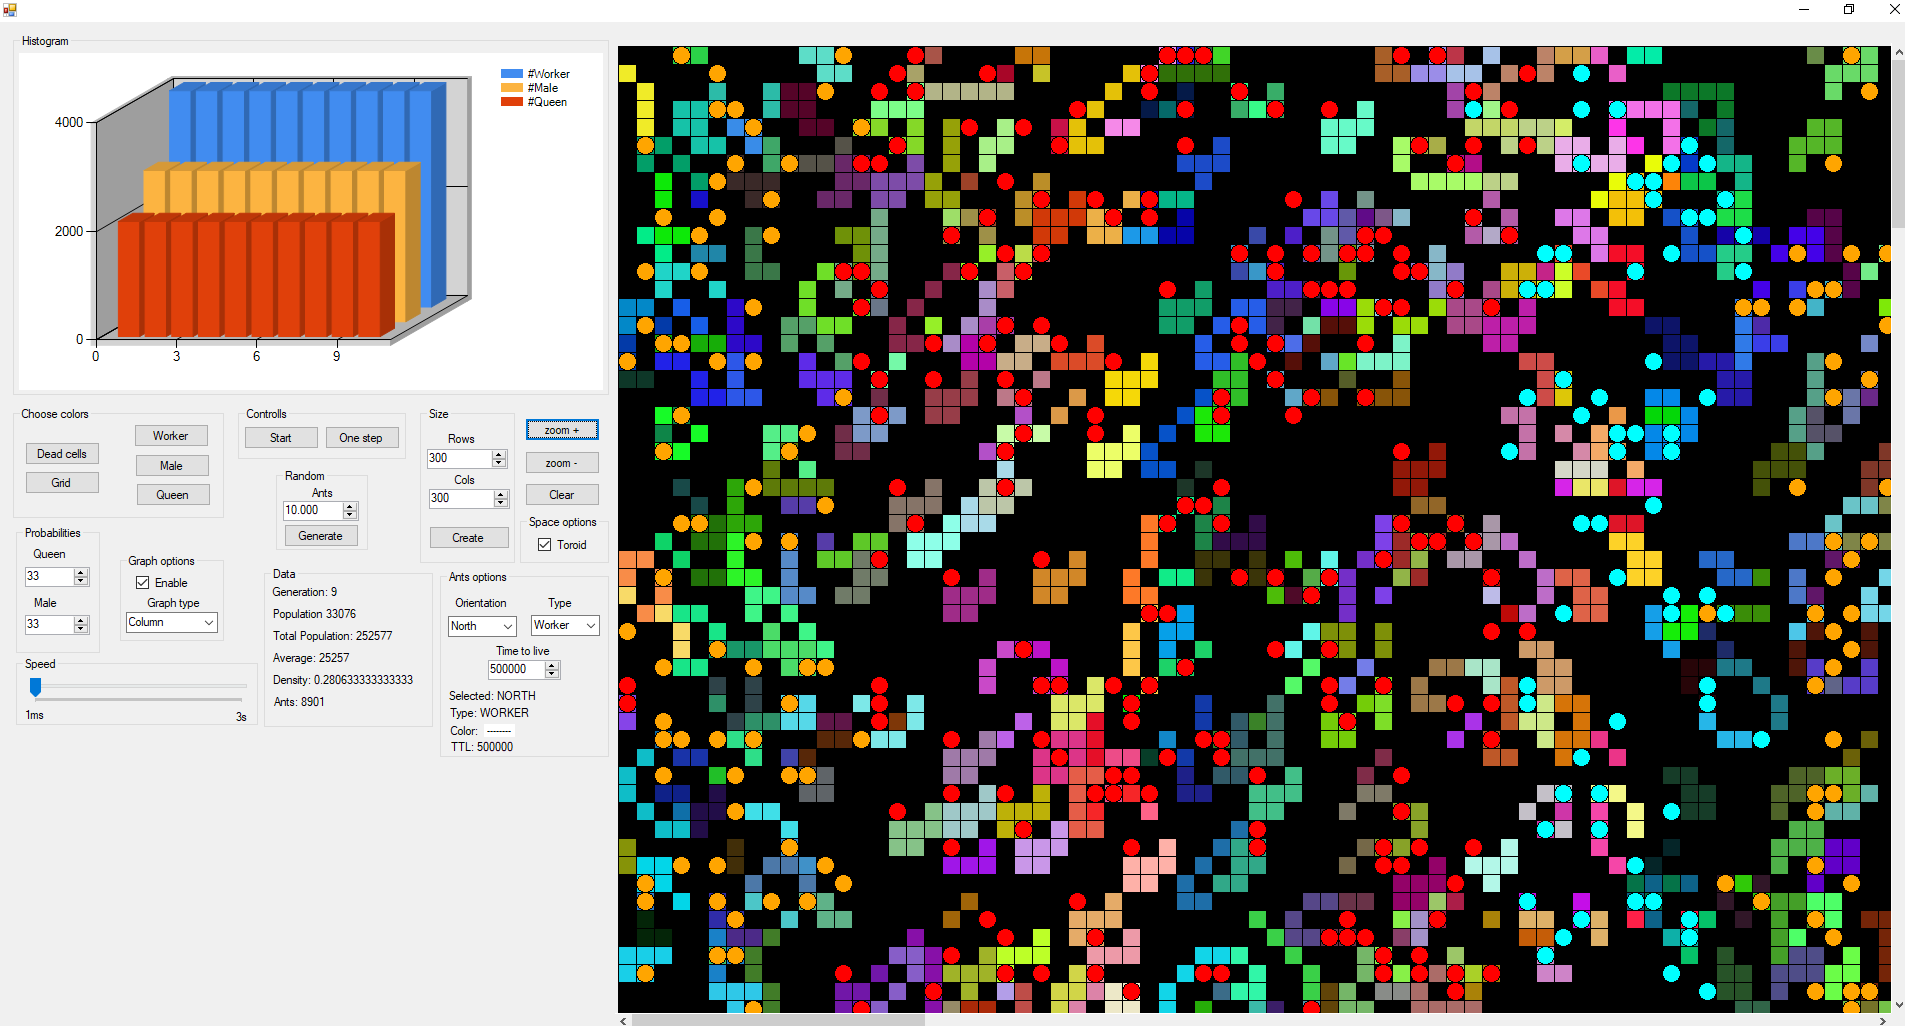 Histogram
#Worker
#Male
#Queen
4000
2000
0
0 3 6 9
Choose colors
Dead cells
Grid
Worker
Male
Queen
Controlls
Start
One step
Random
Ants
10.000
Generate
Size
Rows
300
Cols
300
Create
zoom +
zoom -
Clear
Space options
Toroid
Probabilities
Queen
33
Male
33
Graph options
Enable
Graph type
Column
Data
Generation: 9
Population 33076
Total Population: 252577
Average: 25257
Density: 0.280633333333333
Ants: 8901
Ants options
Orientation
North
Type
Worker
Time to live
500000
Selected: NORTH
Type: WORKER
Color: --------
TTL: 500000
Speed
1ms
3s